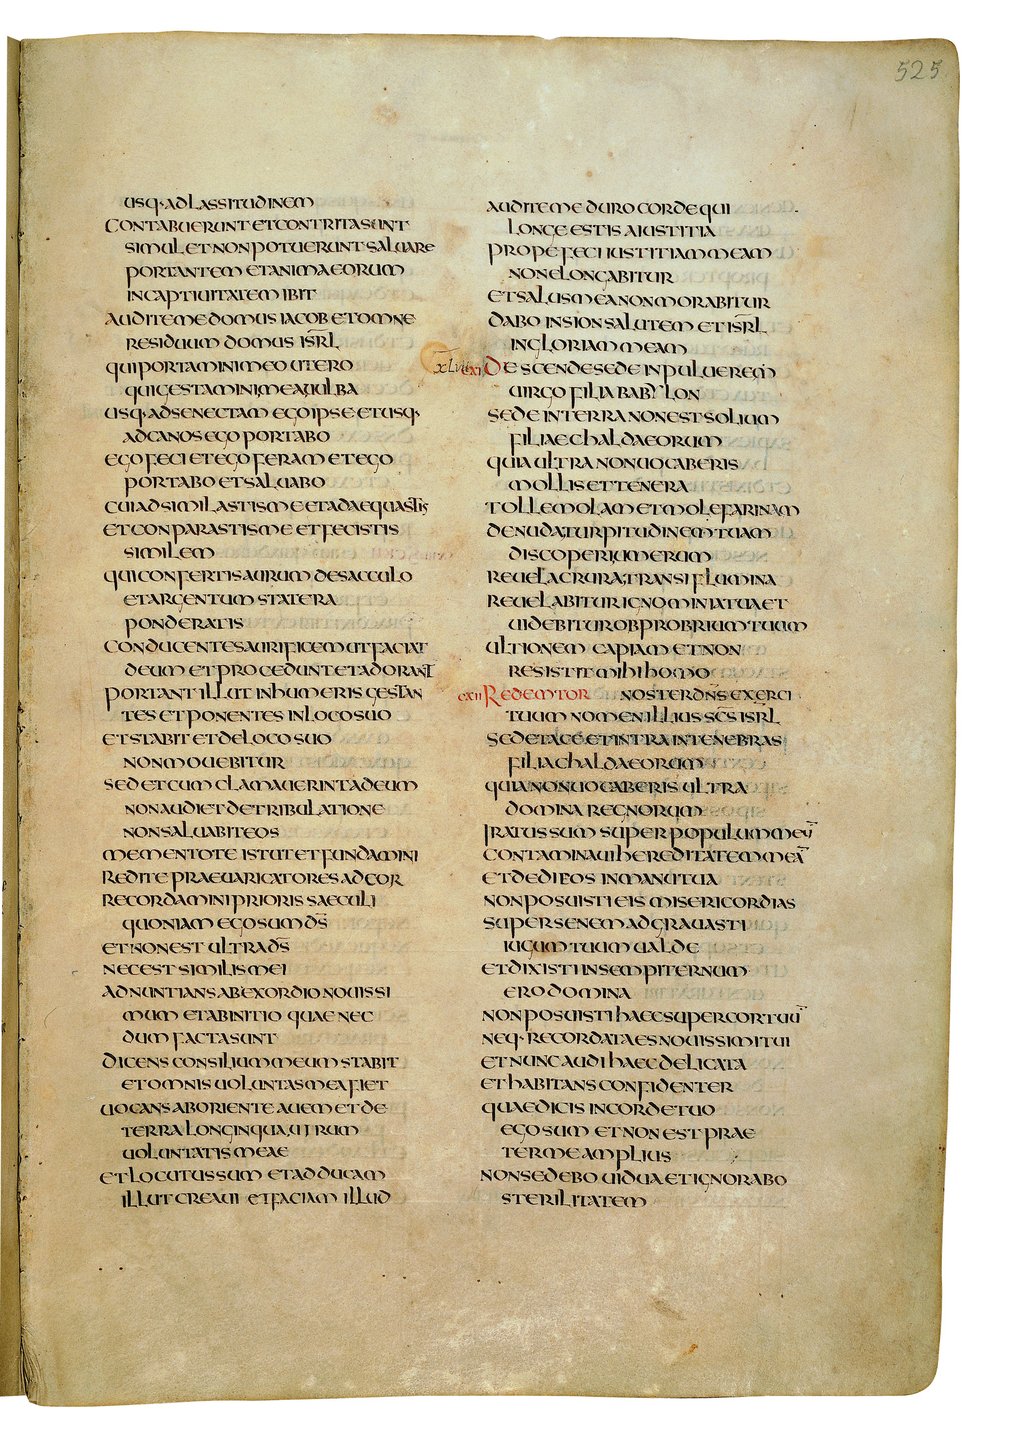 525
usq· ad lassitudinem
contabuerunt et contritasunt
simul et non potuerunt saluare
portantem et anima eorum
in captiuitatem ibit
audite me domus iacob et omne
residuum domus isr̄l
qui portamini meo utero
qui gestamini, mea, uulba
usq· ad senectam ego ipse et usq·
ad canos ego portabo
ego feci et ego feram et ego
portabo et saluabo
cui adsimilastis me et adaequastis
et conparastis me et fecistis
similem
qui confertis aurum de sacculo
et argentum statera
ponderatis
conducentes aurificem ut faciat
deum et procedunt et adorant
portant illut in humeris gestan
tes et ponentes in loco suo
et stabit et de loco suo
non mouebitur
sed et cum clamauerint ad eum
non audiet de tribulatione
non saluabit eos
mementote istut et fundamini
redite praeuaricatores ad cor
recordamini prioris saeculi
quoniam ego sum d̄s
et non est ultra d̄s
nec est similis mei
adnuntians ab exordio nouissi
mum et ab initio quae nec
dum facta sunt
dicens consilium meum stabit
et omnis uoluntas mea fiet
uocans ab oriente auem et de
terra longinqua, uirum
uoluntatis meae
et locutus sum et adducam
illut creaui et faciam illud
audite me duro corde qui
longe estis a iustitia
prope feci iustitiam meam
non elongabitur
et salus mea non morabitur
dabo in sion salutem et isr̄l
in gloriam meam
xlvii cxi Descende sede in puluerem
uirgo filia babylon
sede in terra non est solium
filiae chaldaeorum
quia ultra non uocaberis
mollis et tenera
tolle molam et mole farinam
denuda, turpitudinem tuam
discoperi, umerum
reuela crura, transi flumina
reuelabitur ignominia tua et
uidebitur obprobrium tuum
ultionem capiam et non
resistit mihi homo
cxii Redemtor noster dn̄s exerci
tuum nomen illius sc̄s isr̄l
sede tace et intra in tenebras
filia chaldaeorum
quia non uocaberis ultra
domina regnorum
iratus sum super populum meū
contaminaui hereditatem meā
et dedi eos in manu tua
non posuisti eis misericordias
super senem adgrauasti
iugum tuum ualde
et dixisti in sempiternum
ero domina
non posuisti haec super cor tuū
neq· recordata es nouissimi tui
et nunc audi haec delicata
et habitans confidenter
quae dicis in corde tuo
ego sum et non est prae
ter me amplius
non sedebo uidua et ignorabo
sterilitatem